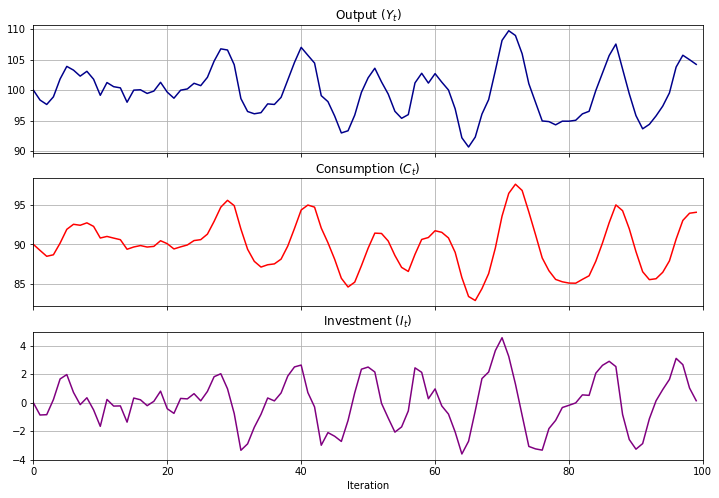 Output (Y_t)
110
105
100
95
90
Consumption (C_t)
95
90
85
Investment (I_t)
4
2
0
−2
−4
0 20 40 60 80 100
Iteration